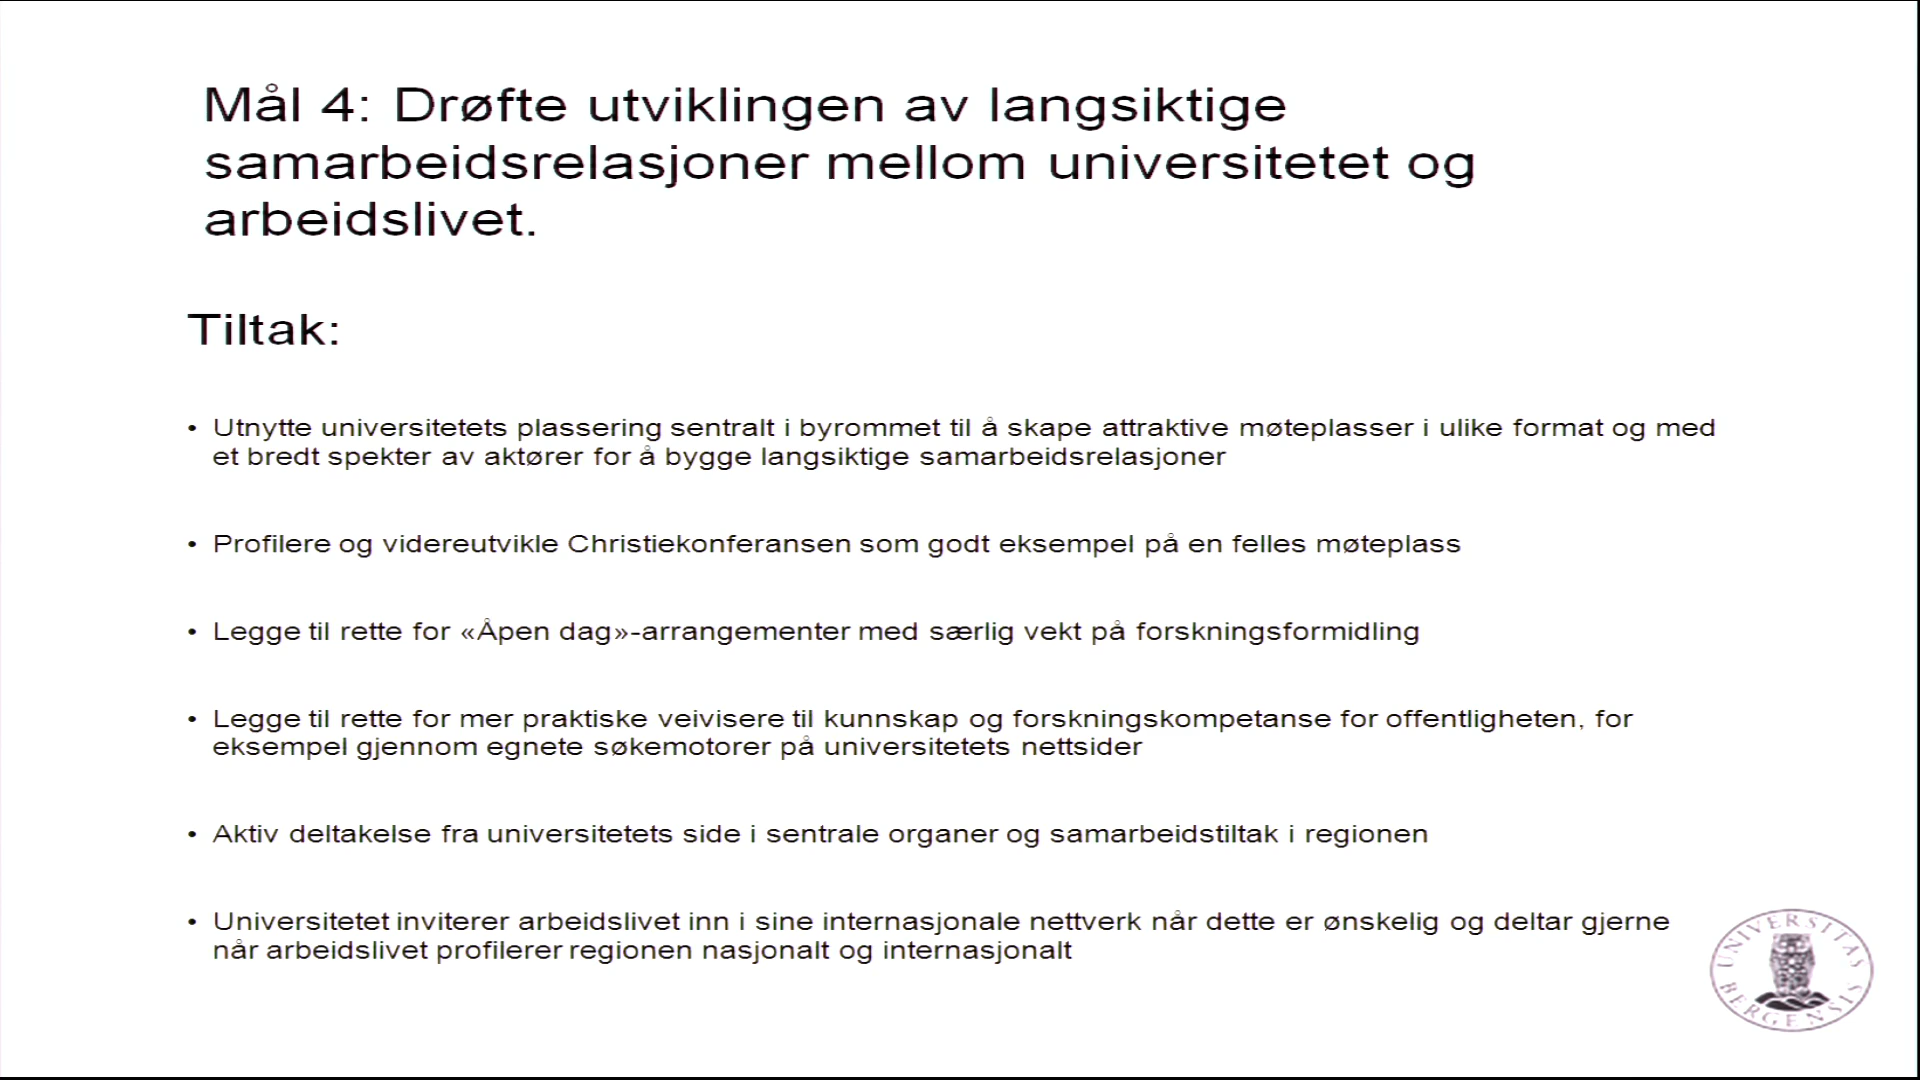 Mål 4: Drøfte utviklingen av langsiktige
samarbeidsrelasjoner mellom universitetet og
arbeidslivet.
Tiltak:
• Utnytte universitetets plassering sentralt i byrommet til å skape attraktive møteplasser i ulike format og med
et bredt spekter av aktører for å bygge langsiktige samarbeidsrelasjoner
• Profilere og videreutvikle Christiekonferansen som godt eksempel på en felles møteplass
• Legge til rette for «Åpen dag»-arrangementer med særlig vekt på forskningsformidling
• Legge til rette for mer praktiske veivisere til kunnskap og forskningskompetanse for offentligheten, for
eksempel gjennom egnete søkemotorer på universitetets nettsider
• Aktiv deltakelse fra universitetets side i sentrale organer og samarbeidstiltak i regionen
• Universitetet inviterer arbeidslivet inn i sine internasjonale nettverk når dette er ønskelig og deltar gjerne
når arbeidslivet profilerer regionen nasjonalt og internasjonalt
UNIVERSITAS
BERGENSIS